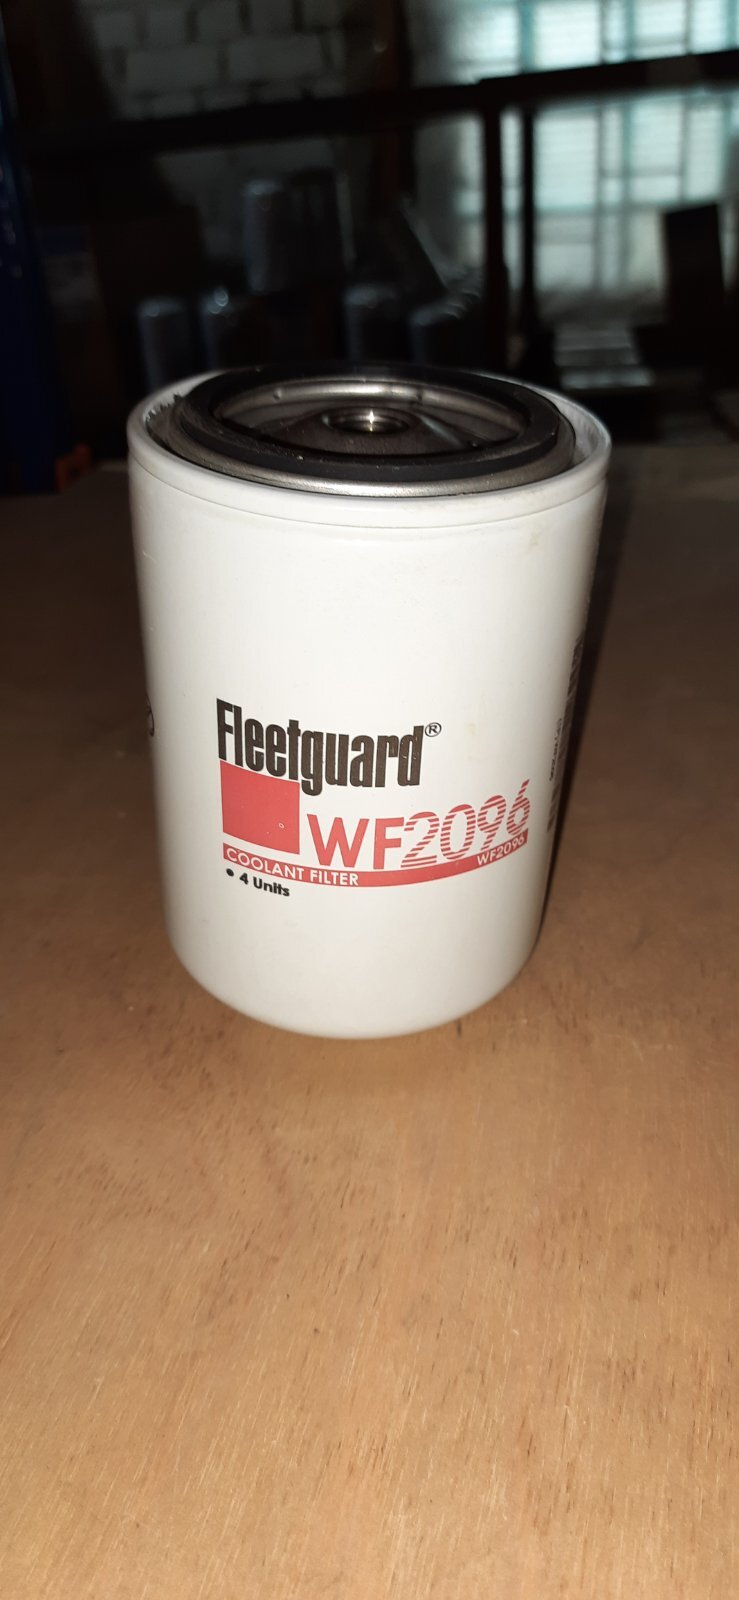 Fleetguard®
WF2096
COOLANT FILTER WF2096
• 4 Units